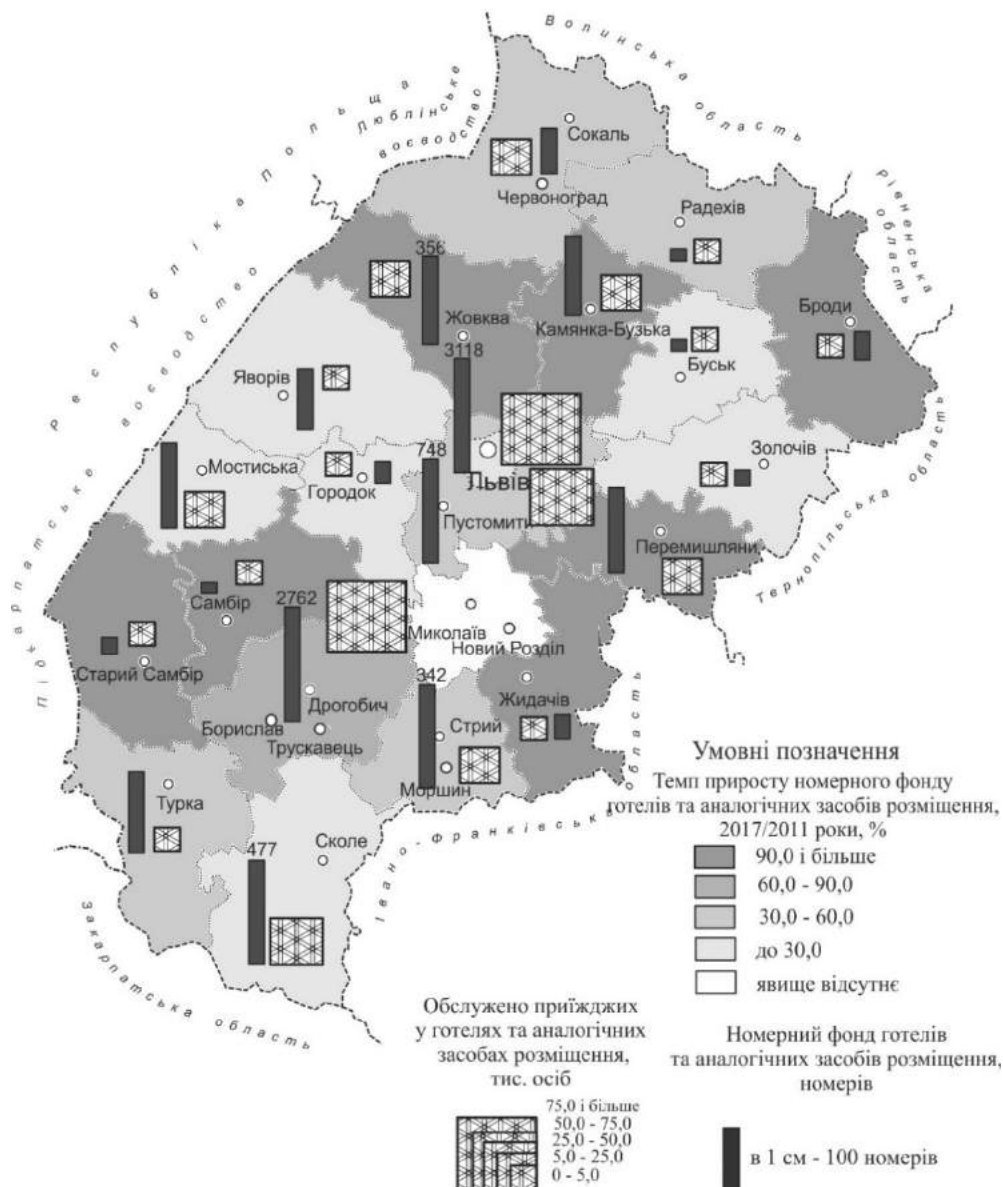 Волинська область
Республіка Польща
Люблінське
воєводство
Рівненська
область
Підкарпатське воєводство
Тернопільська область
Івано-Франківська область
Закарпатська область
Сокаль
Червоноград
Радехів
356
Жовква
Камянка-Бузька
Броди
Буськ
3118
Яворів
Львів
Золочів
Мостиська
Городок
748
Пустомити
Перемишляни
Самбір
2762
Миколаїв
Новий Розділ
Старий Самбір
Дрогобич
Борислав
Трускавець
342
Стрий
Моршин
Жидачів
Турка
477
Сколе
Умовні позначення
Темп приросту номерного фонду
готелів та аналогічних засобів розміщення,
2017/2011 роки, %
90,0 і більше
60,0 - 90,0
30,0 - 60,0
до 30,0
явище відсутнє
Обслужено приїжджих
у готелях та аналогічних
засобах розміщення,
тис. осіб
75,0 і більше
50,0 - 75,0
25,0 - 50,0
5,0 - 25,0
0 - 5,0
Номерний фонд готелів
та аналогічних засобів розміщення,
номерів
в 1 см - 100 номерів